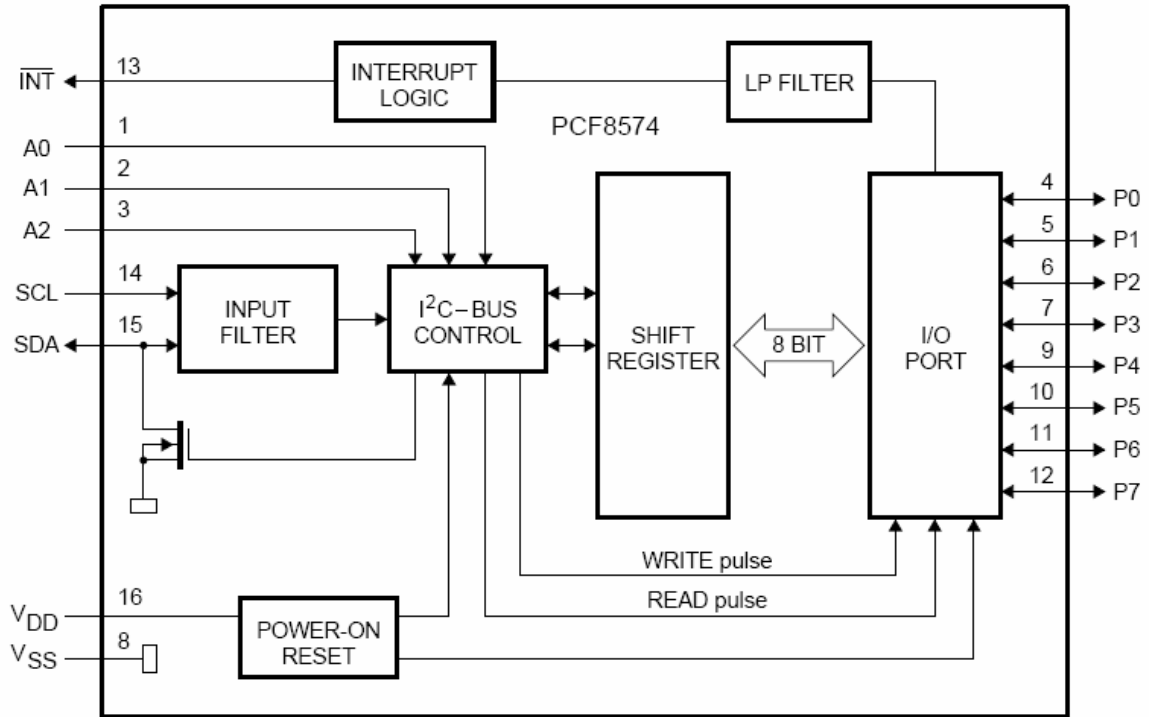 INT
13
INTERRUPT
LOGIC
LP FILTER
PCF8574
A0
1
A1
2
A2
3
SCL
14
SDA
15
INPUT
FILTER
I²C–BUS
CONTROL
SHIFT
REGISTER
8 BIT
I/O
PORT
4
P0
5
P1
6
P2
7
P3
9
P4
10
P5
11
P6
12
P7
WRITE pulse
READ pulse
VDD
16
VSS
8
POWER-ON
RESET